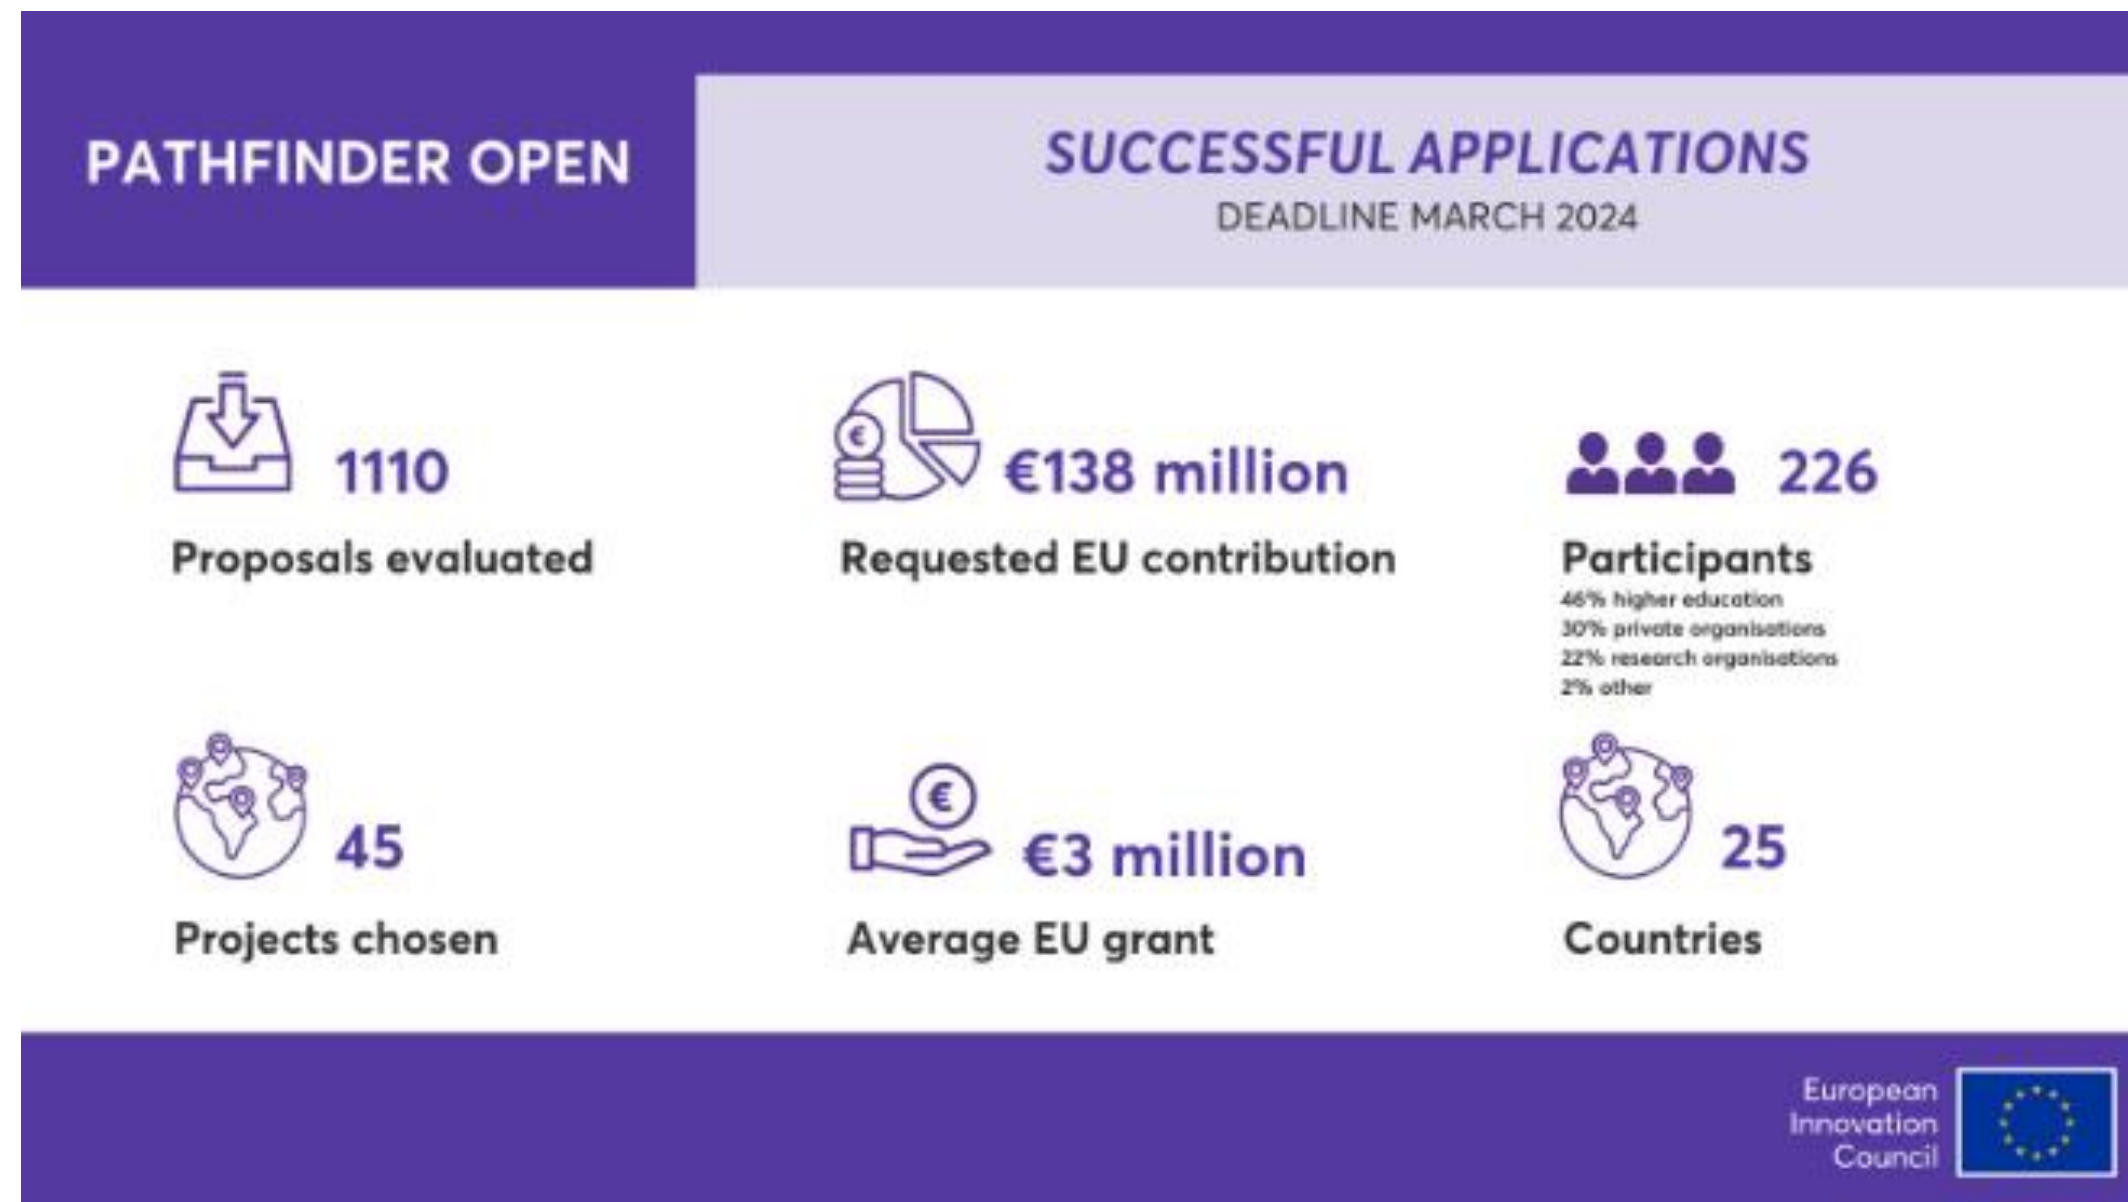 PATHFINDER OPEN
SUCCESSFUL APPLICATIONS
DEADLINE MARCH 2024
1110
Proposals evaluated
€138 million
Requested EU contribution
226
Participants
46% higher education
30% private organisations
22% research organisations
2% other
45
Projects chosen
€3 million
Average EU grant
25
Countries
European
Innovation
Council